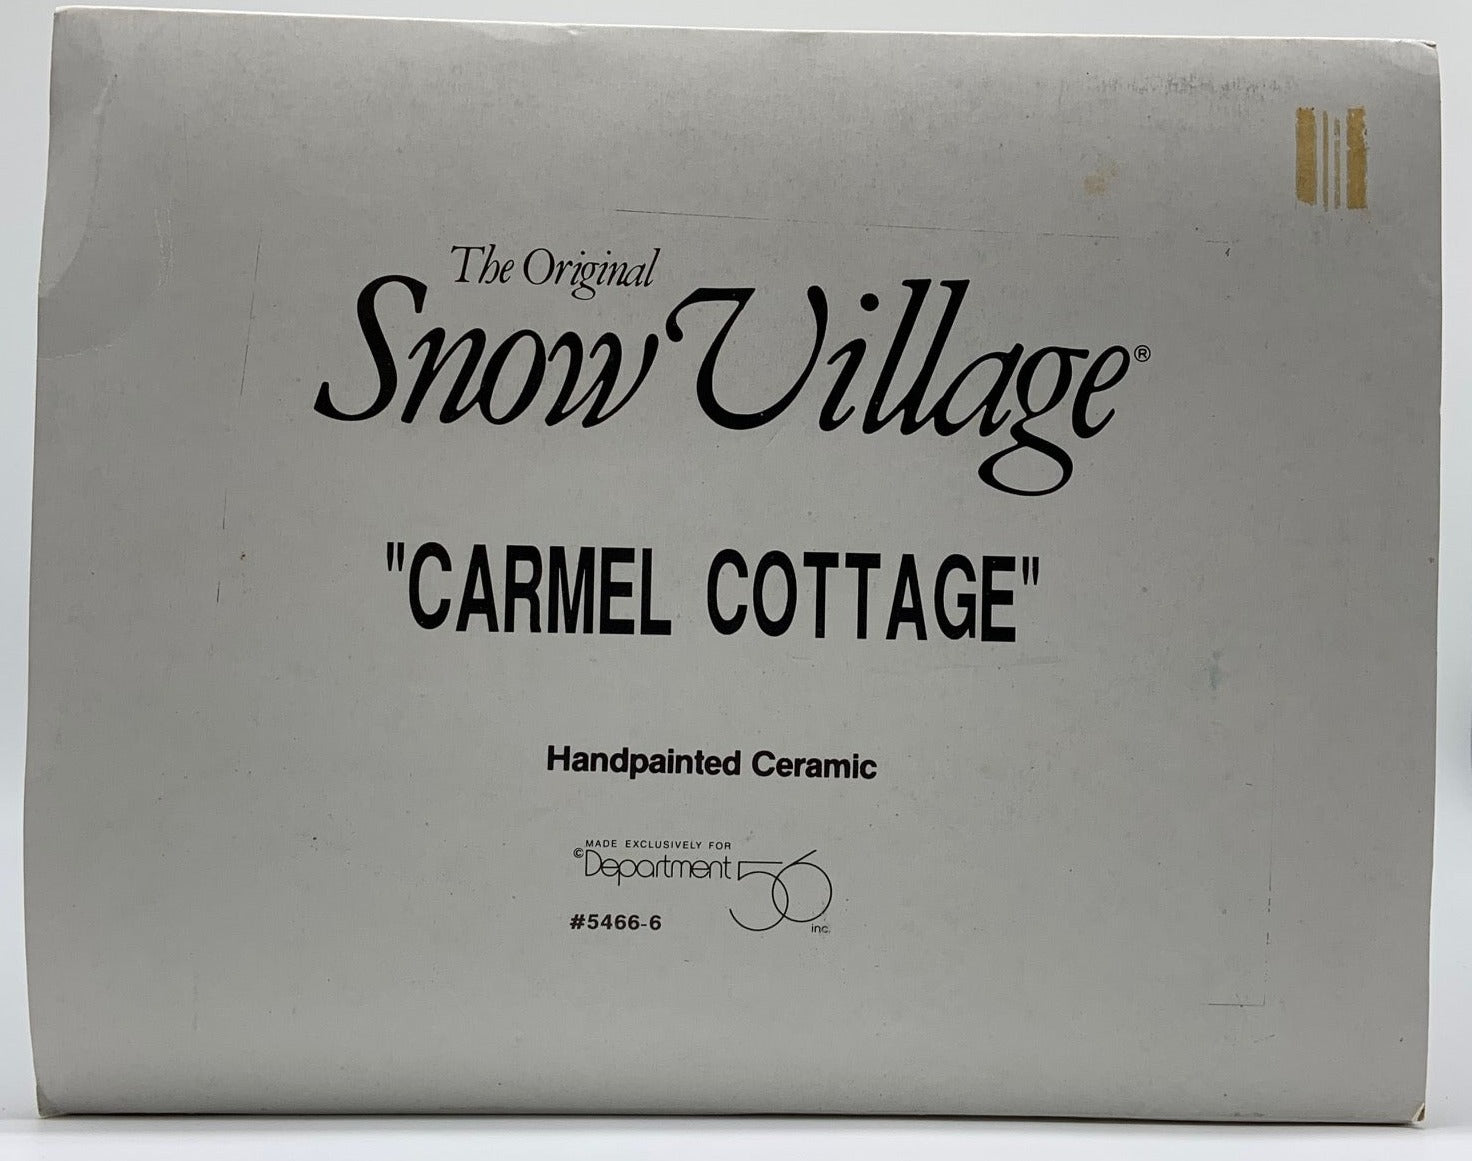 The Original
Snow Village®
"CARMEL COTTAGE"
Handpainted Ceramic
MADE EXCLUSIVELY FOR
©Department 56
inc.
#5466-6